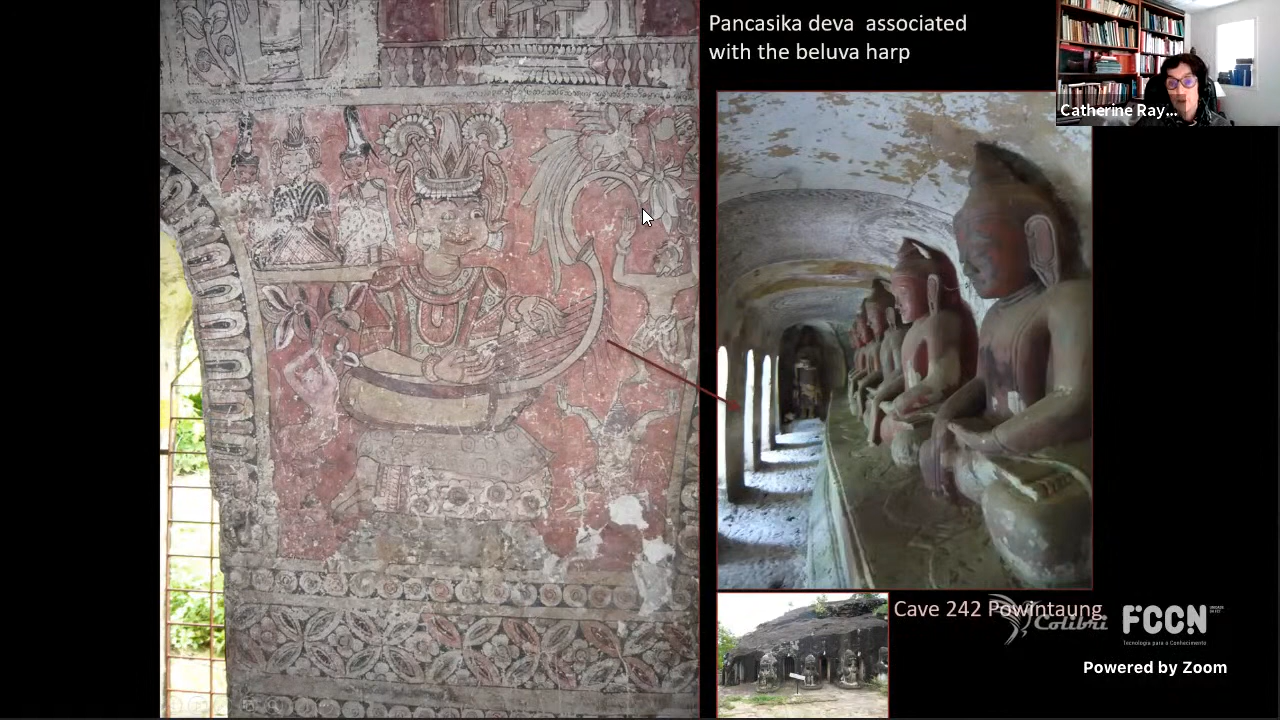 Pancasika deva associated
with the beluva harp
Catherine Ray...
Cave 242 Powintaung
Colibri
FCCN
Tecnologia para o Conhecimento
Powered by Zoom